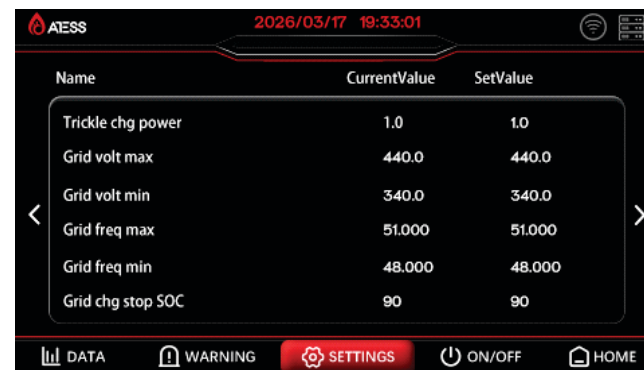 ATESS 2026/03/17 19:33:01
Name CurrentValue SetValue
Trickle chg power 1.0 1.0
Grid volt max 440.0 440.0
Grid volt min 340.0 340.0
Grid freq max 51.000 51.000
Grid freq min 48.000 48.000
Grid chg stop SOC 90 90
DATA WARNING SETTINGS ON/OFF HOME